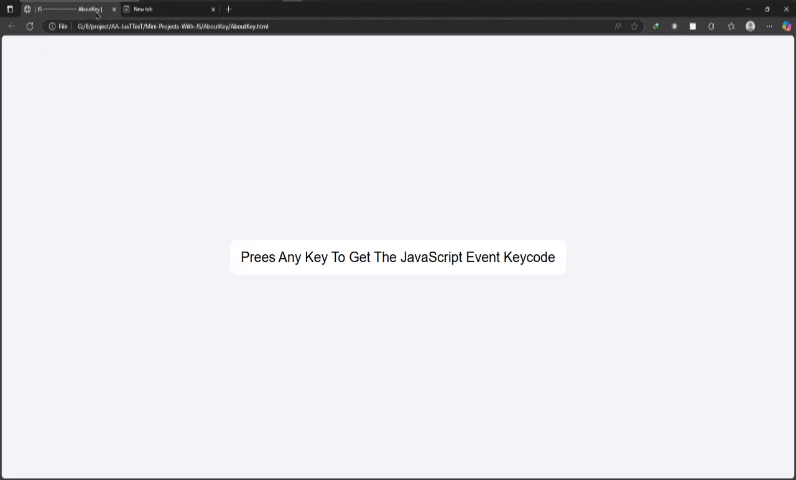 AboutKey |
New tab
File
G:/8/project/AA-JusTTesT/Mini-Projects-With-JS/AboutKey/AboutKey.html
Prees Any Key To Get The JavaScript Event Keycode